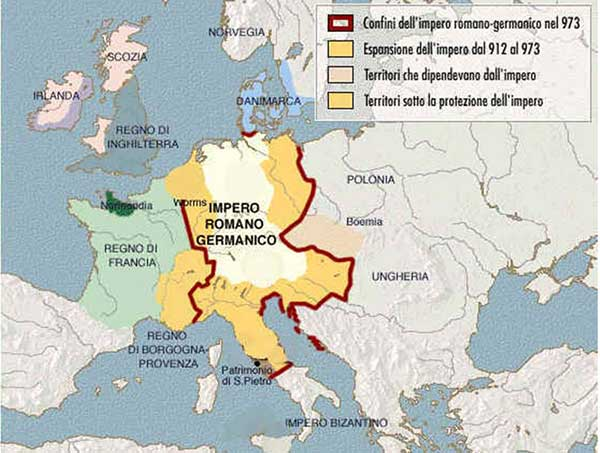 Confini dell'impero romano-germanico nel 973
Espansione dell'impero dal 912 al 973
Territori che dipendevano dall'impero
Territori sotto la protezione dell'impero
NORVEGIA
SCOZIA
IRLANDA
DANIMARCA
REGNO DI
INGHILTERRA
POLONIA
Normandia
Worms
IMPERO
ROMANO
GERMANICO
Boemia
REGNO DI
FRANCIA
UNGHERIA
REGNO
DI BORGOGNA-
PROVENZA
Patrimonio
di S.Pietro
IMPERO BIZANTINO